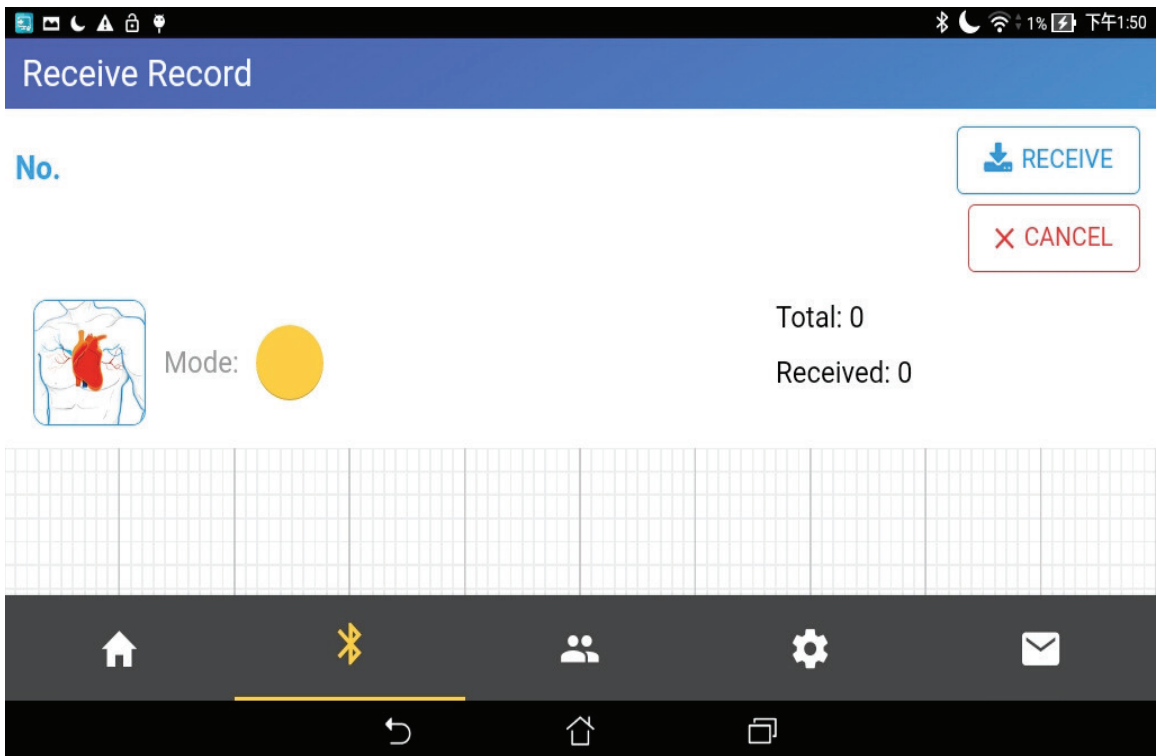 1% 下午1:50
Receive Record
No.
RECEIVE
CANCEL
Total: 0
Mode:
Received: 0